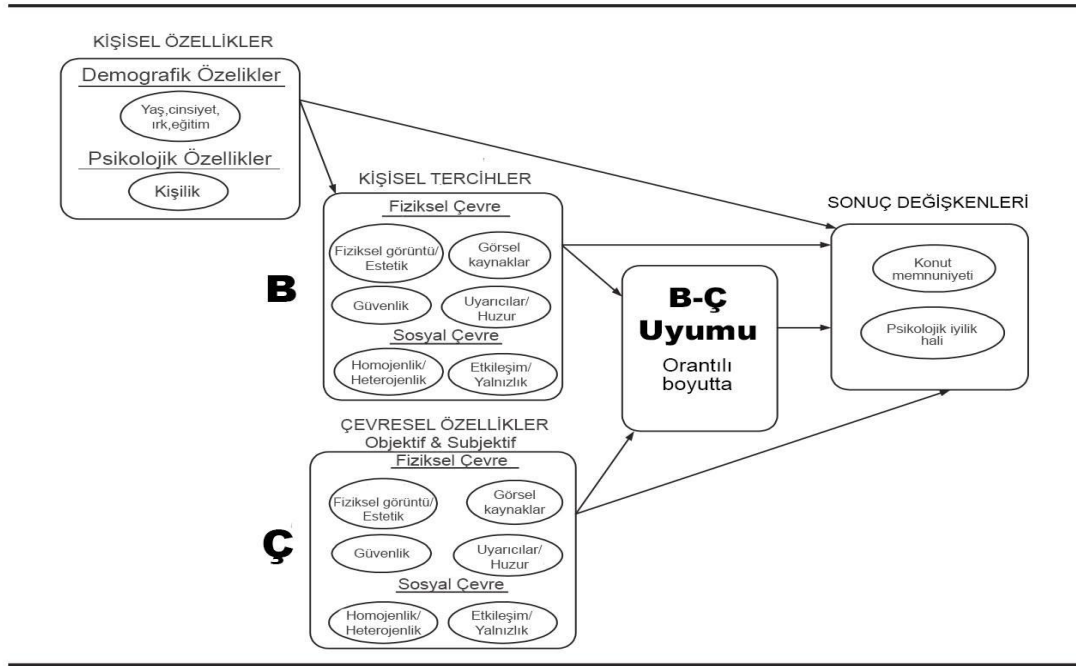 KİŞİSEL ÖZELLİKLER
Demografik Özelikler
Yaş,cinsiyet,
ırk,eğitim
Psikolojik Özellikler
Kişilik
KİŞİSEL TERCİHLER
Fiziksel Çevre
Fiziksel görüntü/
Estetik
Görsel
kaynaklar
B
Güvenlik
Uyarıcılar/
Huzur
Sosyal Çevre
Homojenlik/
Heterojenlik
Etkileşim/
Yalnızlık
ÇEVRESEL ÖZELLİKLER
Objektif & Subjektif
Fiziksel Çevre
Fiziksel görüntü/
Estetik
Görsel
kaynaklar
Ç
Güvenlik
Uyarıcılar/
Huzur
Sosyal Çevre
Homojenlik/
Heterojenlik
Etkileşim/
Yalnızlık
B-Ç
Uyumu
Orantılı
boyutta
SONUÇ DEĞİŞKENLERİ
Konut
memnuniyeti
Psikolojik iyilik
hali